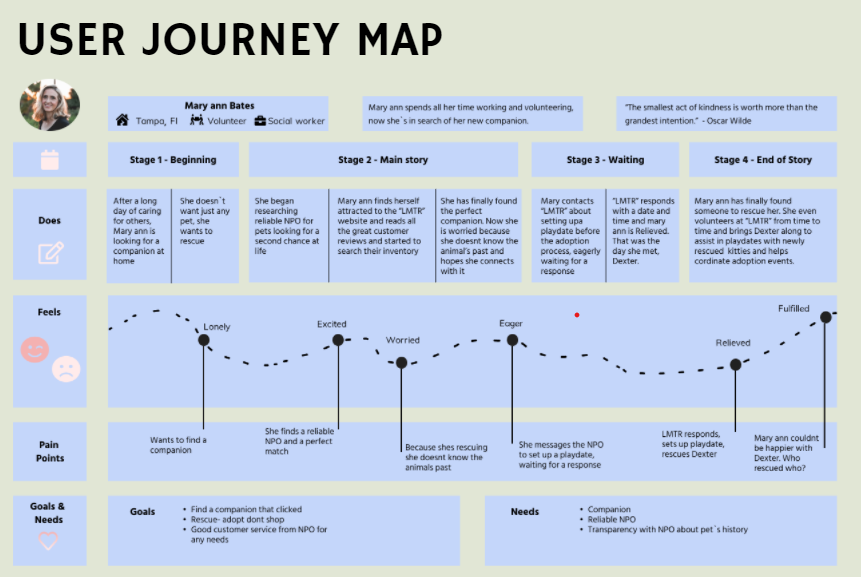 USER JOURNEY MAP
Mary ann Bates
Tampa, Fl Volunteer Social worker
Mary ann spends all her time working and volunteering,
now she`s in search of her new companion.
"The smallest act of kindness is worth more than the
grandest intention." - Oscar Wilde
Stage 1 - Beginning
Stage 2 - Main story
Stage 3 - Waiting
Stage 4 - End of Story
Does
After a long
day of caring
for others,
Mary ann is
looking for a
companion at
home
She doesn`t
want just any
pet, she
wants to
rescue
She began
researching
reliable NPO for
pets looking for a
second chance at
life
Mary ann finds herself
attracted to the "LMTR"
website and reads all
the great customer
reviews and started to
search their inventory
She has finally found
the perfect
companion. Now she
is worried because
she doesnt know the
animal's past and
hopes she connects
with it
Mary contacts
"LMTR" about
setting upa
playdate before
the adoption
process, eagerly
waiting for a
response
"LMTR" responds
with a date and
time and mary
ann is Relieved.
That was the
day she met,
Dexter.
Mary ann has finally found
someone to rescue her. She even
volunteers at "LMTR" from time to
time and brings Dexter along to
assist in playdates with newly
rescued kitties and helps
cordinate adoption events.
Feels
Lonely
Excited
Worried
Eager
Relieved
Fulfilled
Pain
Points
Wants to find a
companion
She finds a reliable
NPO and a perfect
match
Because shes rescuing
she doesnt know the
animals past
She messages the NPO
to set up a playdate,
waiting for a response
LMTR responds,
sets up playdate,
rescues Dexter
Mary ann couldnt
be happier with
Dexter. Who
rescued who?
Goals &
Needs
Goals
• Find a companion that clicked
• Rescue- adopt dont shop
• Good customer service from NPO for
any needs
Needs
• Companion
• Reliable NPO
• Transparency with NPO about pet`s history